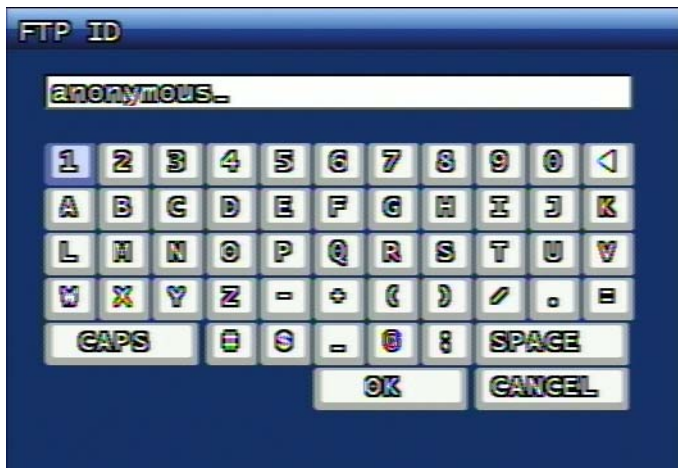 FTP ID
anonymous_
1 2 3 4 5 6 7 8 9 0 ◁
A B C D E F G H I J K
L M N O P Q R S T U V
W X Y Z - + ( ) / . =
CAPS _ @ : SPACE
OK CANCEL